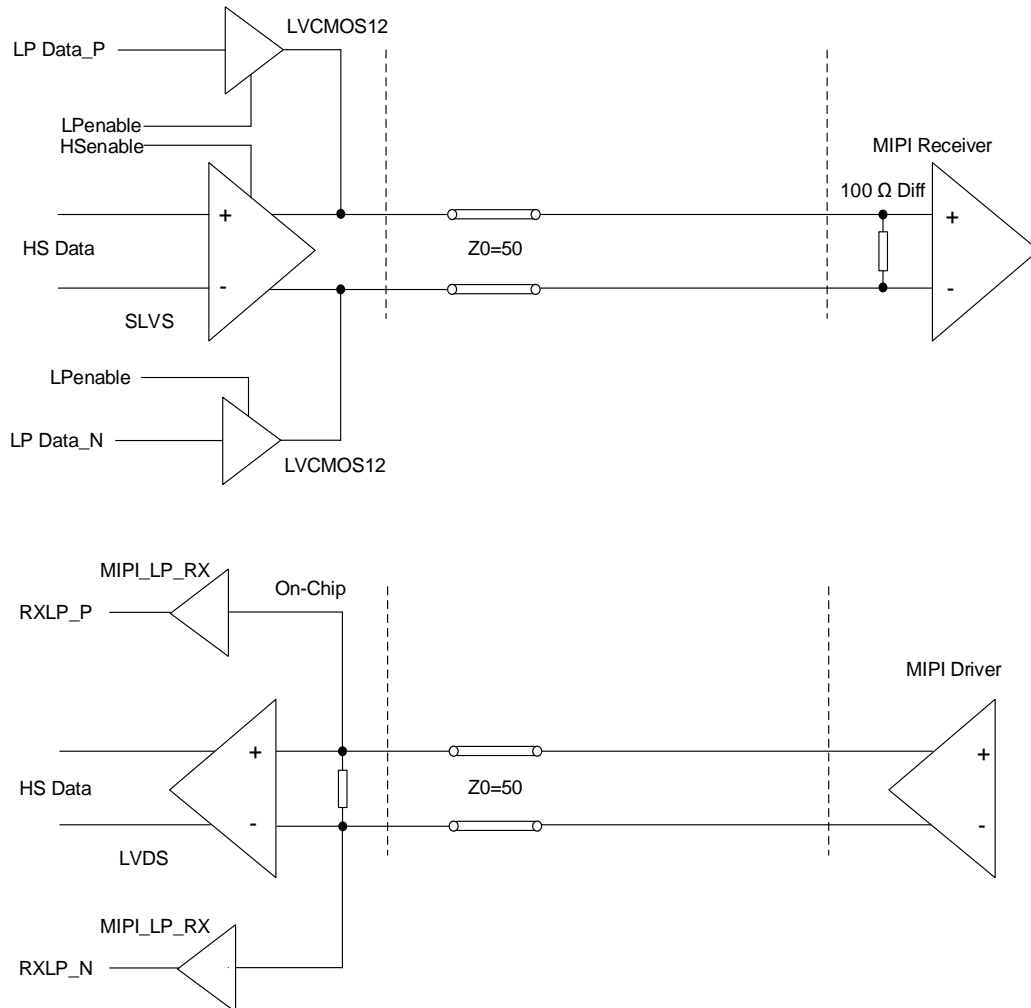 LVCMOS12
LP Data_P
LPenable
HSenable
MIPI Receiver
100 Ω Diff
+
+
HS Data
Z0=50
-
-
SLVS
LPenable
LP Data_N
LVCMOS12
MIPI_LP_RX
On-Chip
RXLP_P
MIPI Driver
+
+
HS Data
Z0=50
-
-
LVDS
MIPI_LP_RX
RXLP_N